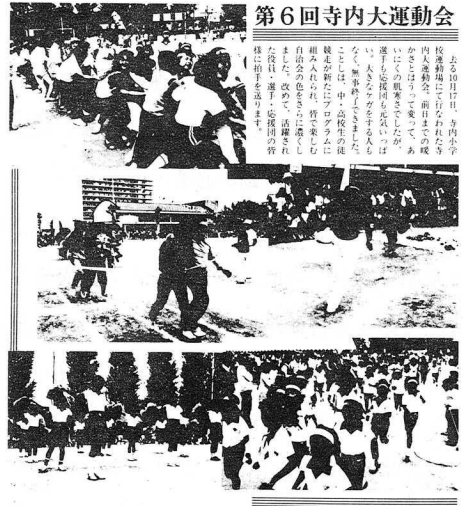 第６回寺内大運動会
去る10月17日、寺内小学
校運動場にて行なわれた寺
内大運動会、前日までの暖
かさとはうって変って、あ
いにくの肌寒さでしたが、
選手も応援団も元気いっぱ
い、大きなケガをする人も
なく、無事終了できました。
ことしは、中・高校生の徒
競走が新たにプログラムに
組み入れられ、皆で楽しむ
自治会の色をさらに濃くし
ました。改めて、活躍され
た役員・選手・応援団の皆
様に拍手を送ります。